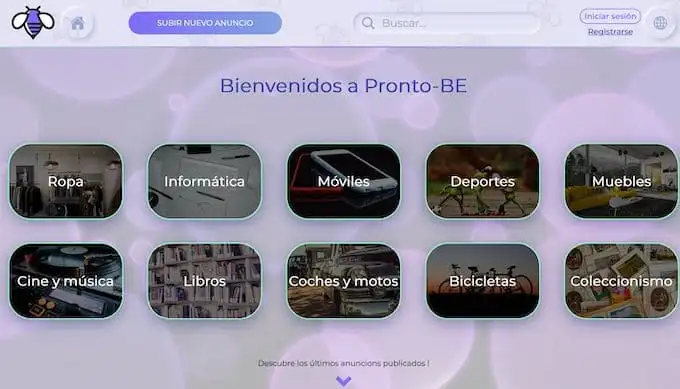 SUBIR NUEVO ANUNCIO
Buscar...
Iniciar sesión
Registrarse
Bienvenidos a Pronto-BE
Ropa
Informática
Móviles
Deportes
Muebles
Cine y música
Libros
Coches y motos
Bicicletas
Coleccionismo
Descubre los últimos anuncions publicados !